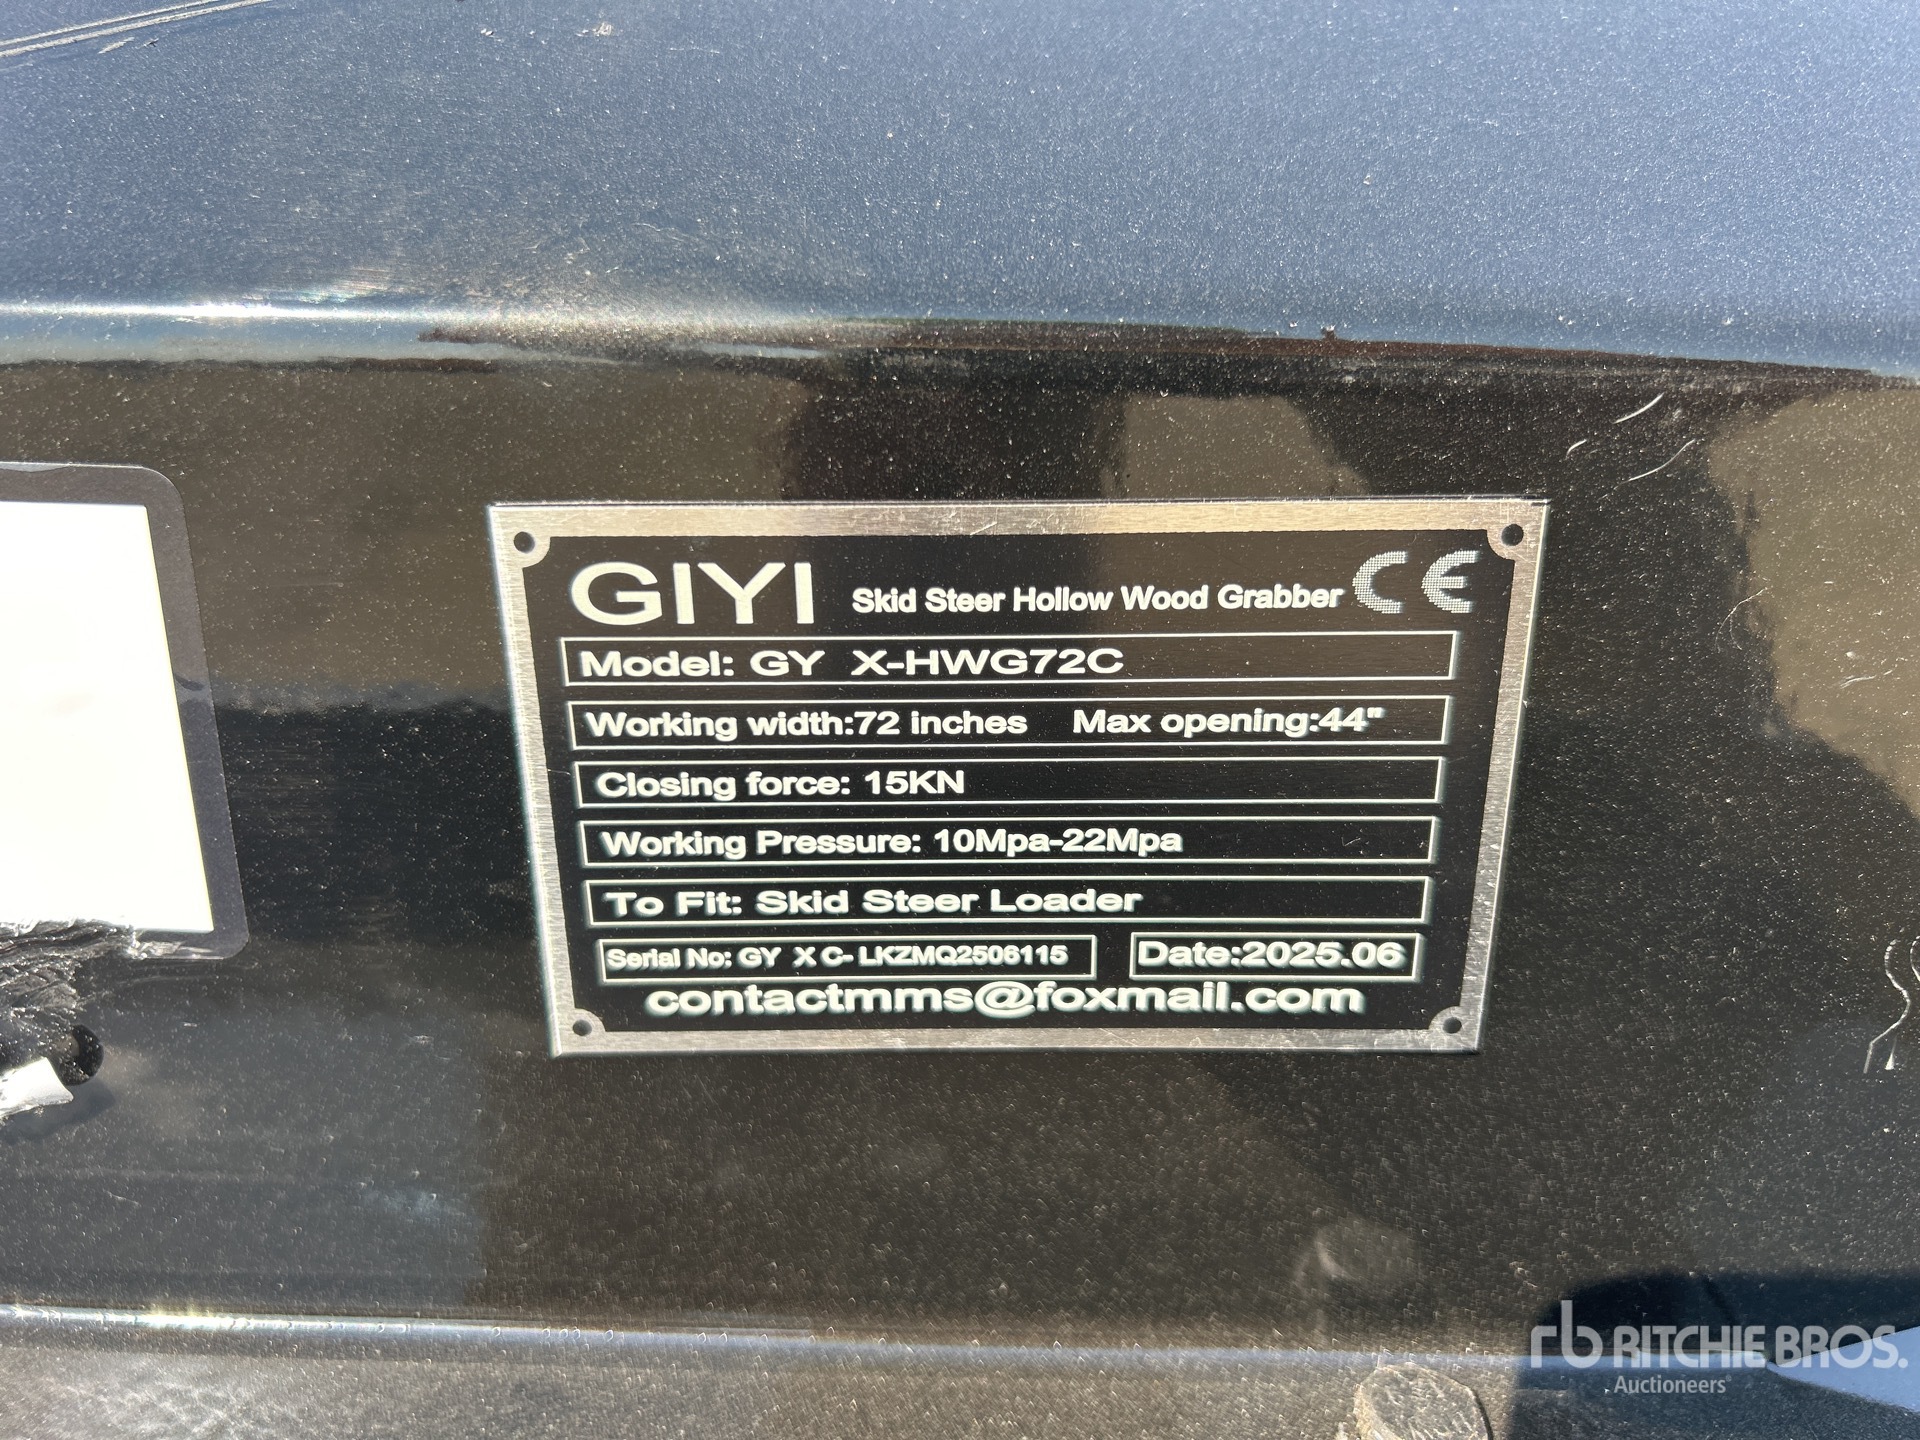 GIYI Skid Steer Hollow Wood Grabber CE
Model: GY X-HWG72C
Working width:72 inches Max opening:44"
Closing force: 15KN
Working Pressure: 10Mpa-22Mpa
To Fit: Skid Steer Loader
Serial No: GY X C- LKZMQ2506115 Date:2025.06
contactmms@foxmail.com
rb RITCHIE BROS.
Auctioneers